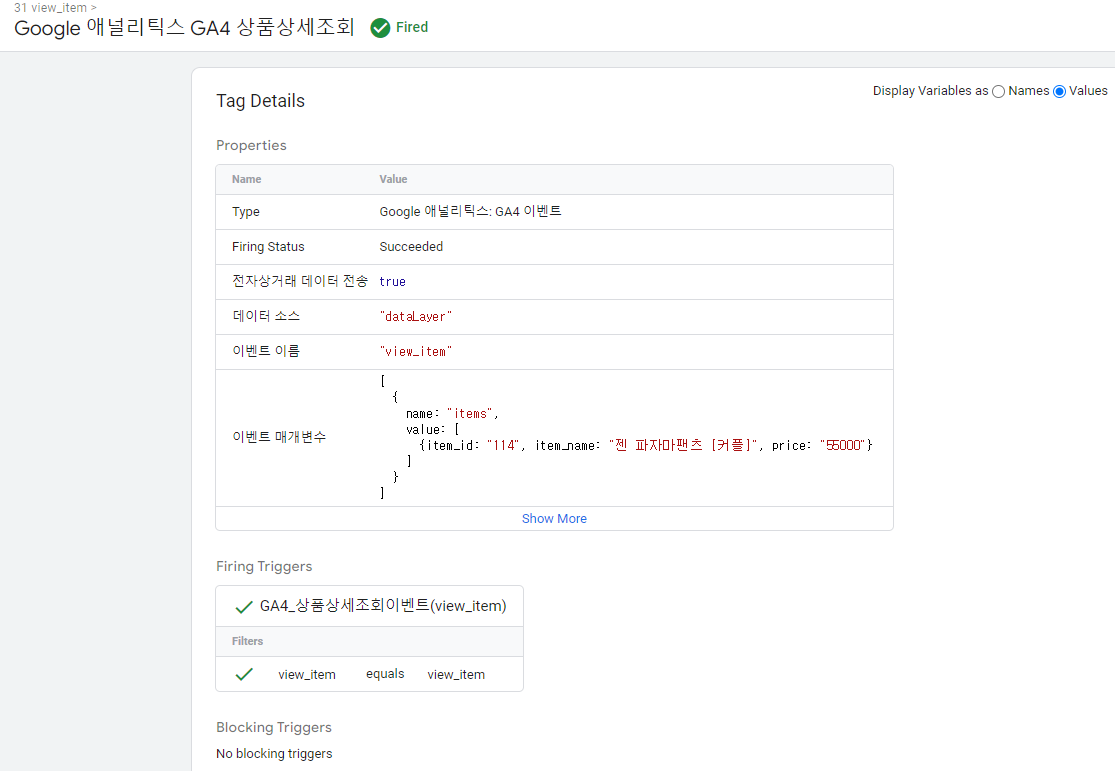 31 view_item >
Google 애널리틱스 GA4 상품상세조회 Fired
Tag Details
Display Variables as Names Values
Properties
Name Value
Type Google 애널리틱스: GA4 이벤트
Firing Status Succeeded
전자상거래 데이터 전송 true
데이터 소스 "dataLayer"
이벤트 이름 "view_item"
이벤트 매개변수
[
{
name: "items",
value: [
{item_id: "114", item_name: "젠 파자마팬츠 [커플]", price: "55000"}
]
}
]
Show More
Firing Triggers
GA4_상품상세조회이벤트(view_item)
Filters
view_item equals view_item
Blocking Triggers
No blocking triggers